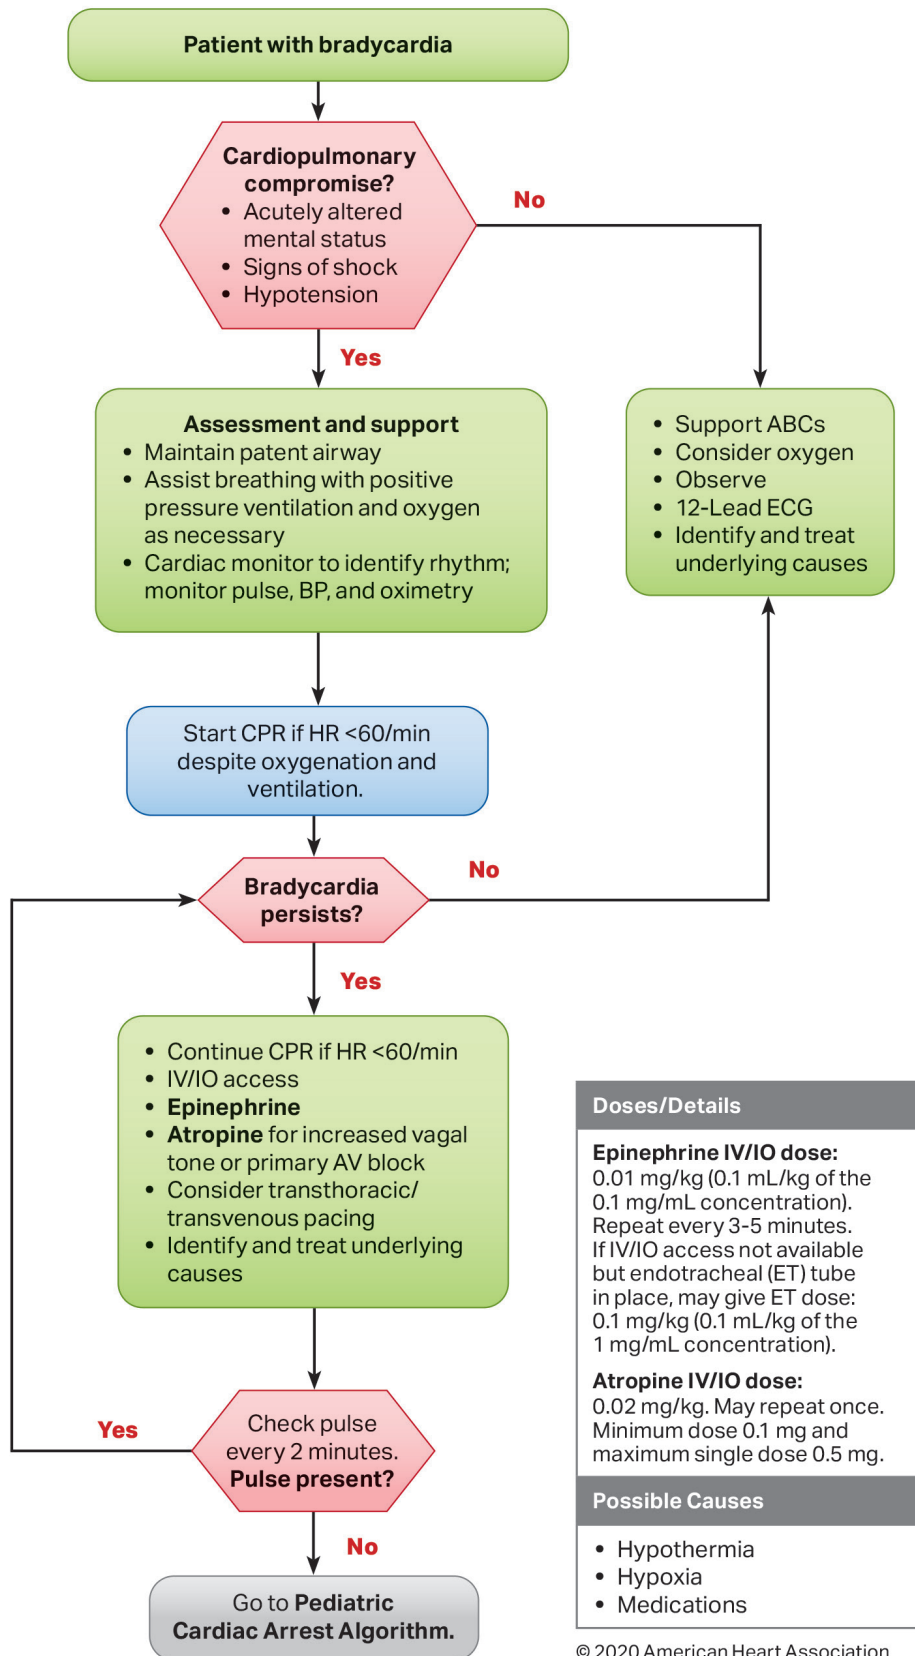 Patient with bradycardia
Cardiopulmonary
compromise?
• Acutely altered
mental status
• Signs of shock
• Hypotension
No
Yes
Assessment and support
• Maintain patent airway
• Assist breathing with positive
pressure ventilation and oxygen
as necessary
• Cardiac monitor to identify rhythm;
monitor pulse, BP, and oximetry
• Support ABCs
• Consider oxygen
• Observe
• 12-Lead ECG
• Identify and treat
underlying causes
Start CPR if HR <60/min
despite oxygenation and
ventilation.
Bradycardia
persists?
No
Yes
• Continue CPR if HR <60/min
• IV/IO access
• Epinephrine
• Atropine for increased vagal
tone or primary AV block
• Consider transthoracic/
transvenous pacing
• Identify and treat underlying
causes
Check pulse
every 2 minutes.
Pulse present?
Yes
No
Go to Pediatric
Cardiac Arrest Algorithm.
Doses/Details
Epinephrine IV/IO dose:
0.01 mg/kg (0.1 mL/kg of the
0.1 mg/mL concentration).
Repeat every 3-5 minutes.
If IV/IO access not available
but endotracheal (ET) tube
in place, may give ET dose:
0.1 mg/kg (0.1 mL/kg of the
1 mg/mL concentration).
Atropine IV/IO dose:
0.02 mg/kg. May repeat once.
Minimum dose 0.1 mg and
maximum single dose 0.5 mg.
Possible Causes
• Hypothermia
• Hypoxia
• Medications
© 2020 American Heart Association